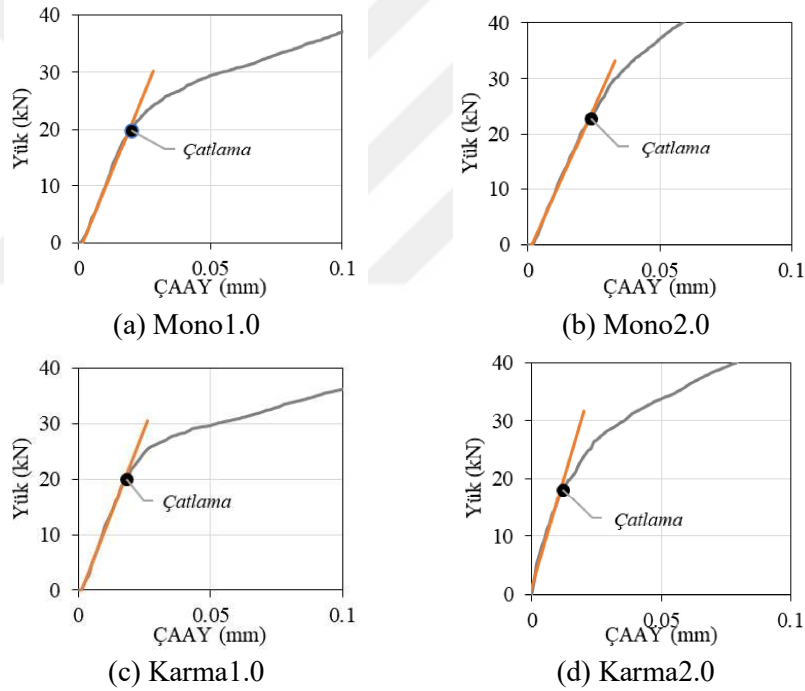 40
30
20
10
0
Yük (kN)
Çatlama
0
0.05
0.1
ÇAAY (mm)
(a) Mono1.0
40
30
20
10
0
Yük (kN)
Çatlama
0
0.05
0.1
ÇAAY (mm)
(b) Mono2.0
40
30
20
10
0
Yük (kN)
Çatlama
0
0.05
0.1
ÇAAY (mm)
(c) Karma1.0
40
30
20
10
0
Yük (kN)
Çatlama
0
0.05
0.1
ÇAAY (mm)
(d) Karma2.0